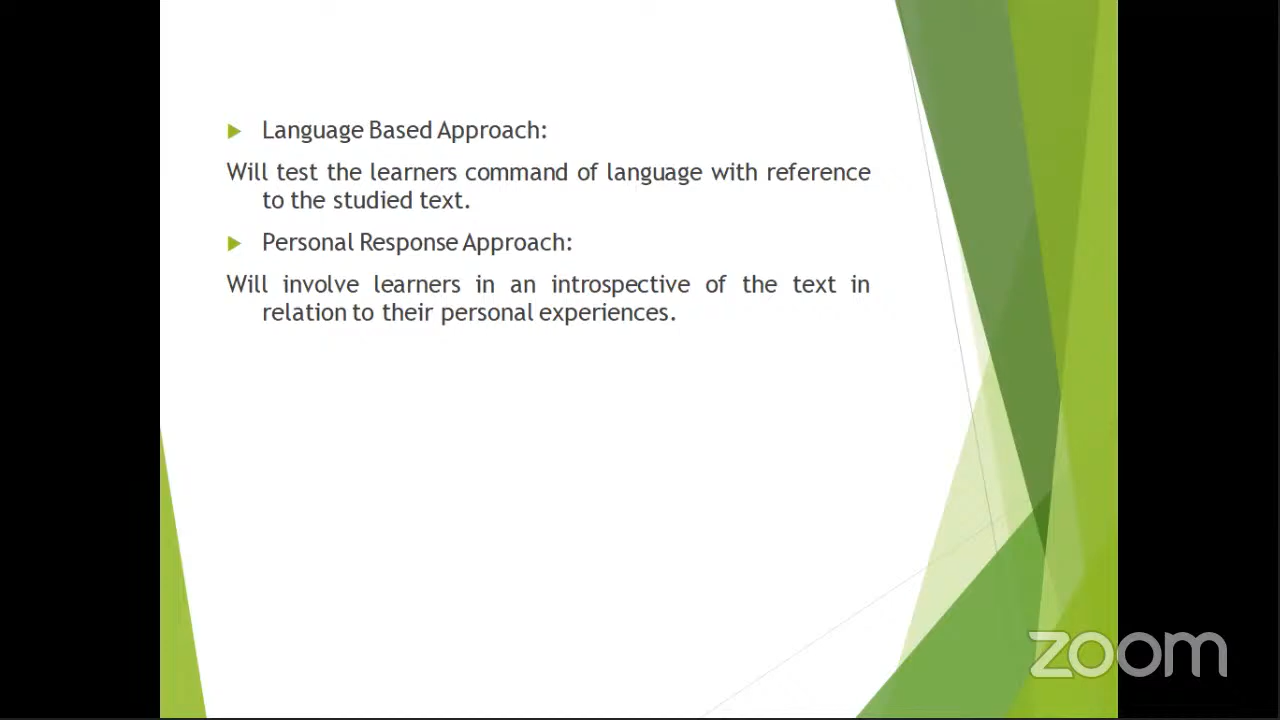 Language Based Approach:
Will test the learners command of language with reference
to the studied text.
Personal Response Approach:
Will involve learners in an introspective of the text in
relation to their personal experiences.
zoom